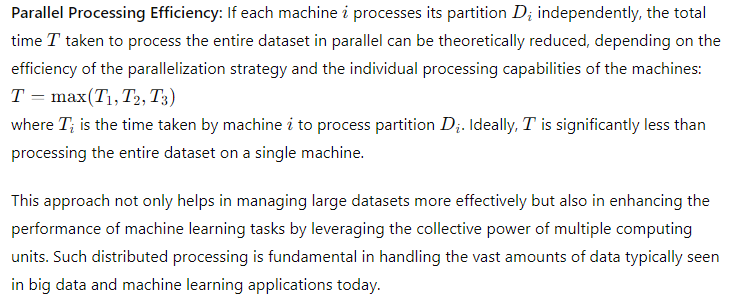 Parallel Processing Efficiency: If each machine i processes its partition Dᵢ independently, the total
time T taken to process the entire dataset in parallel can be theoretically reduced, depending on the
efficiency of the parallelization strategy and the individual processing capabilities of the machines:
T = max(T₁, T₂, T₃)
where Tᵢ is the time taken by machine i to process partition Dᵢ. Ideally, T is significantly less than
processing the entire dataset on a single machine.
This approach not only helps in managing large datasets more effectively but also in enhancing the
performance of machine learning tasks by leveraging the collective power of multiple computing
units. Such distributed processing is fundamental in handling the vast amounts of data typically seen
in big data and machine learning applications today.